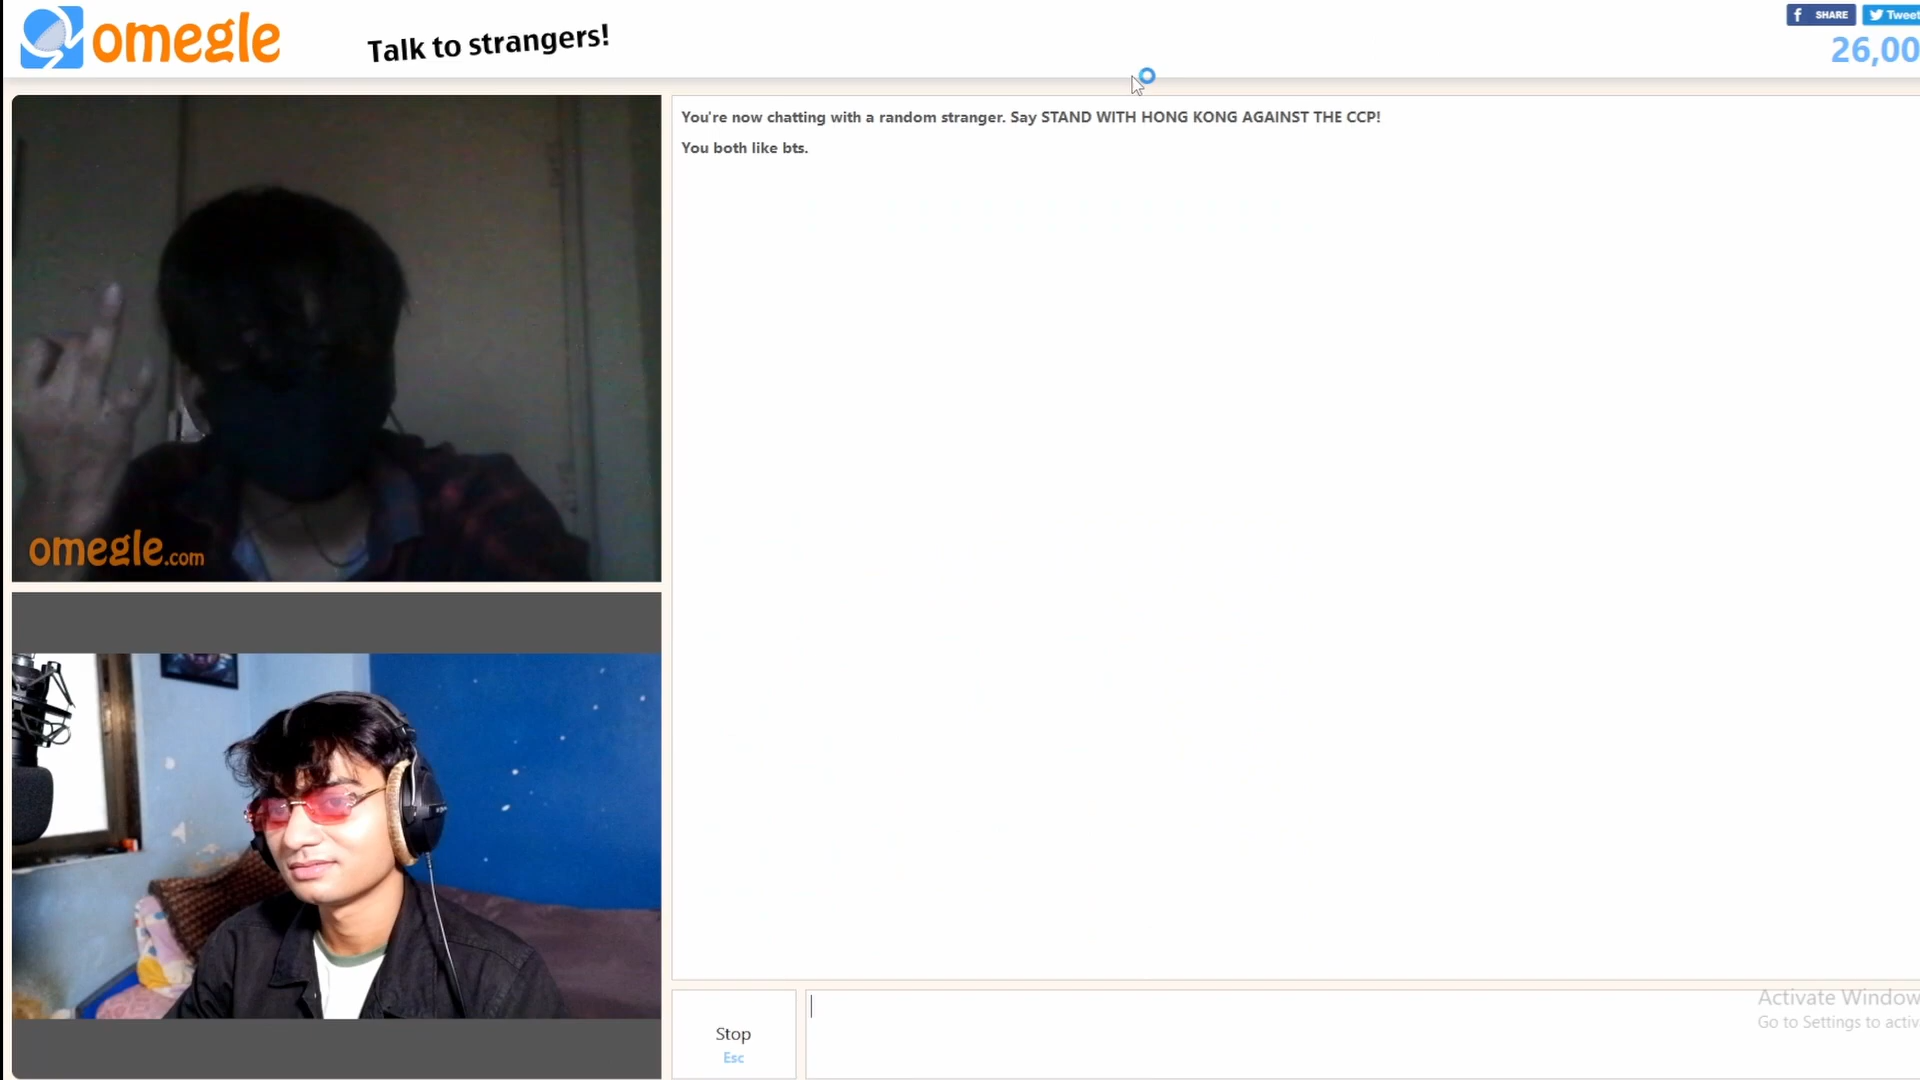 omegle
Talk to strangers!
SHARE
Tweet
26,00
You're now chatting with a random stranger. Say STAND WITH HONG KONG AGAINST THE CCP!
You both like bts.
omegle.com
Stop
Esc
Activate Window
Go to Settings to activ